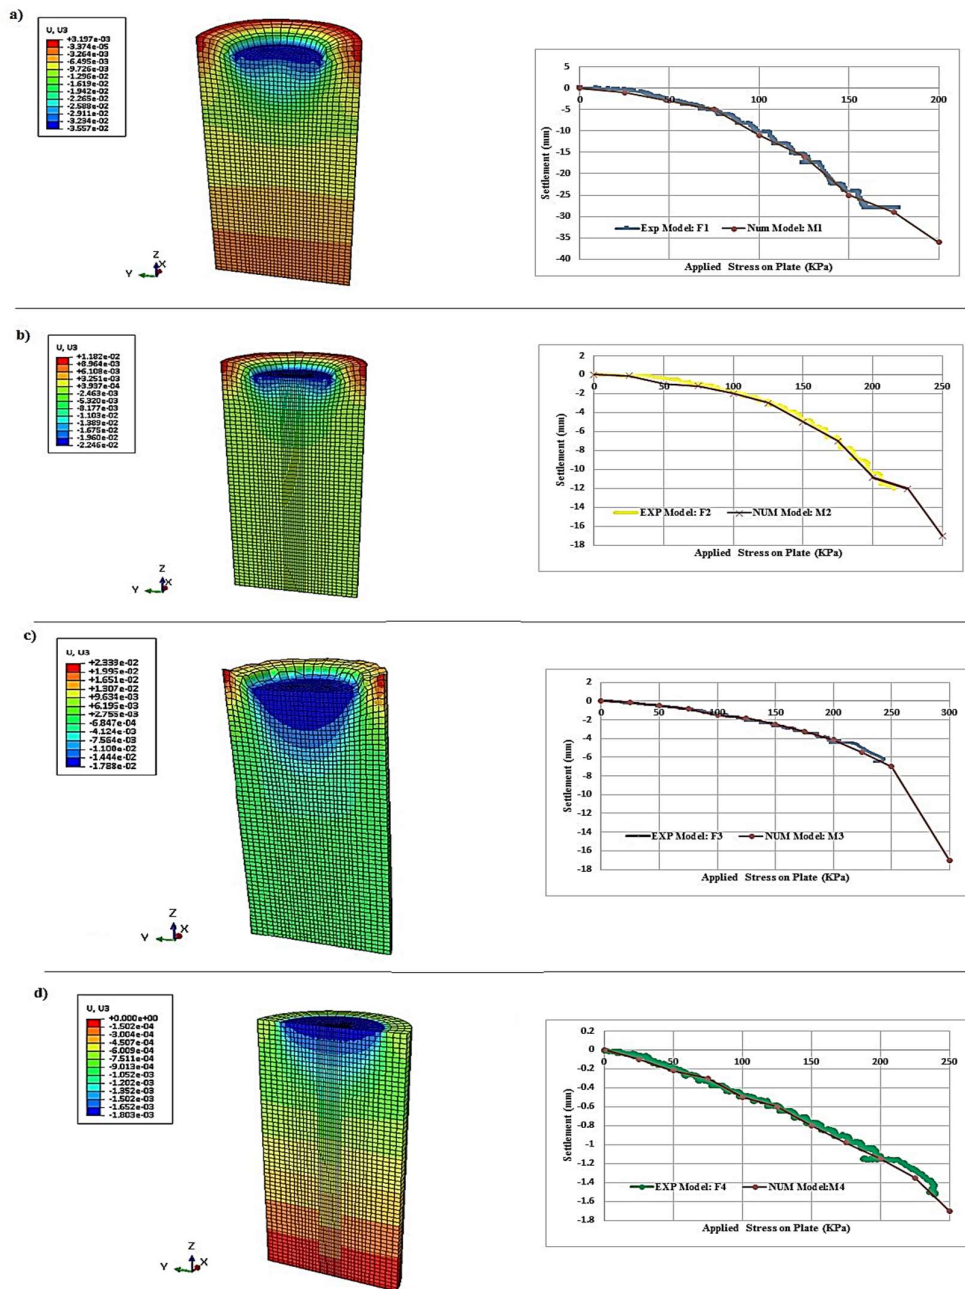 a)
U, U3
+3.197e-03
-3.374e-05
-3.264e-03
-6.495e-03
-9.726e-03
-1.296e-02
-1.619e-02
-1.942e-02
-2.265e-02
-2.588e-02
-2.911e-02
-3.234e-02
-3.557e-02
Z
Y X
5
0
-5
-10
-15
-20
-25
-30
-35
-40
0 50 100 150 200
Settlement (mm)
Exp Model: F1 Num Model: M1
Applied Stress on Plate (KPa)
b)
U, U3
+1.182e-02
+8.964e-03
+6.108e-03
+3.251e-03
+3.937e-04
-2.463e-03
-5.320e-03
-8.177e-03
-1.103e-02
-1.389e-02
-1.675e-02
-1.960e-02
-2.246e-02
Z
Y X
2
0
-2
-4
-6
-8
-10
-12
-14
-16
-18
0 50 100 150 200 250
Settlement (mm)
EXP Model: F2 NUM Model: M2
Applied Stress on Plate (KPa)
c)
U, U3
+2.339e-02
+1.995e-02
+1.651e-02
+1.307e-02
+9.634e-03
+6.195e-03
+2.755e-03
-6.847e-04
-4.124e-03
-7.564e-03
-1.100e-02
-1.444e-02
-1.788e-02
Z
Y X
2
0
-2
-4
-6
-8
-10
-12
-14
-16
-18
0 50 100 150 200 250 300
Settlement (mm)
EXP Model: F3 NUM Model: M3
Applied Stress on Plate (KPa)
d)
U, U3
+0.000e+00
-1.502e-04
-3.004e-04
-4.507e-04
-6.009e-04
-7.511e-04
-9.013e-04
-1.052e-03
-1.202e-03
-1.352e-03
-1.502e-03
-1.652e-03
-1.803e-03
Z
Y X
0.2
0
-0.2
-0.4
-0.6
-0.8
-1
-1.2
-1.4
-1.6
-1.8
0 50 100 150 200 250
Settlement (mm)
EXP Model: F4 NUM Model:M4
Applied Stress on Plate (KPa)